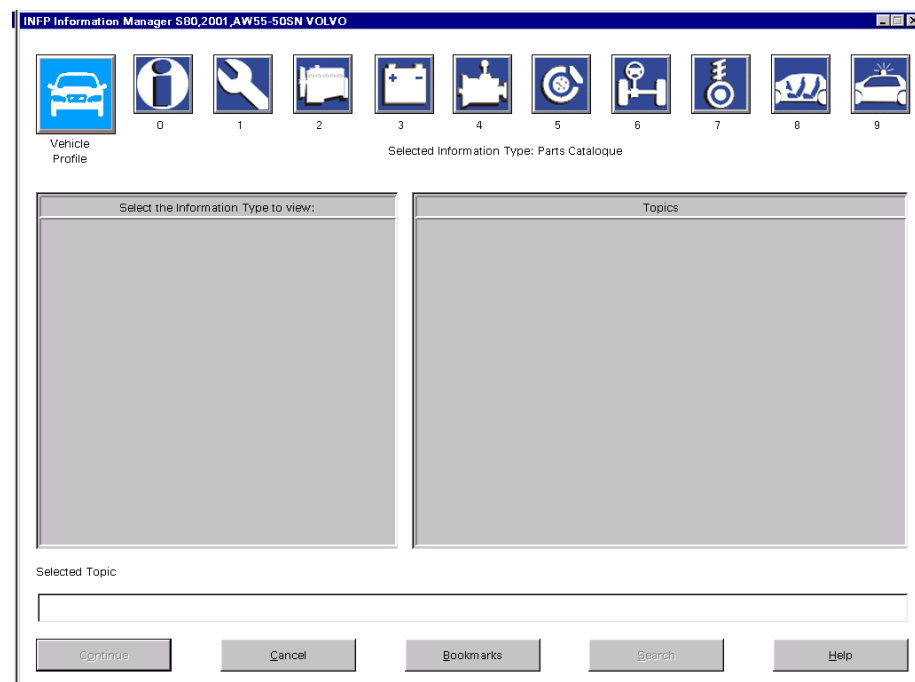 INFP Information Manager S80,2001,AW55-50SN VOLVO
0 1 2 3 4 5 6 7 8 9
Vehicle
Profile
Selected Information Type: Parts Catalogue
Select the Information Type to view:
Topics
Selected Topic
Continue
Cancel
Bookmarks
Search
Help